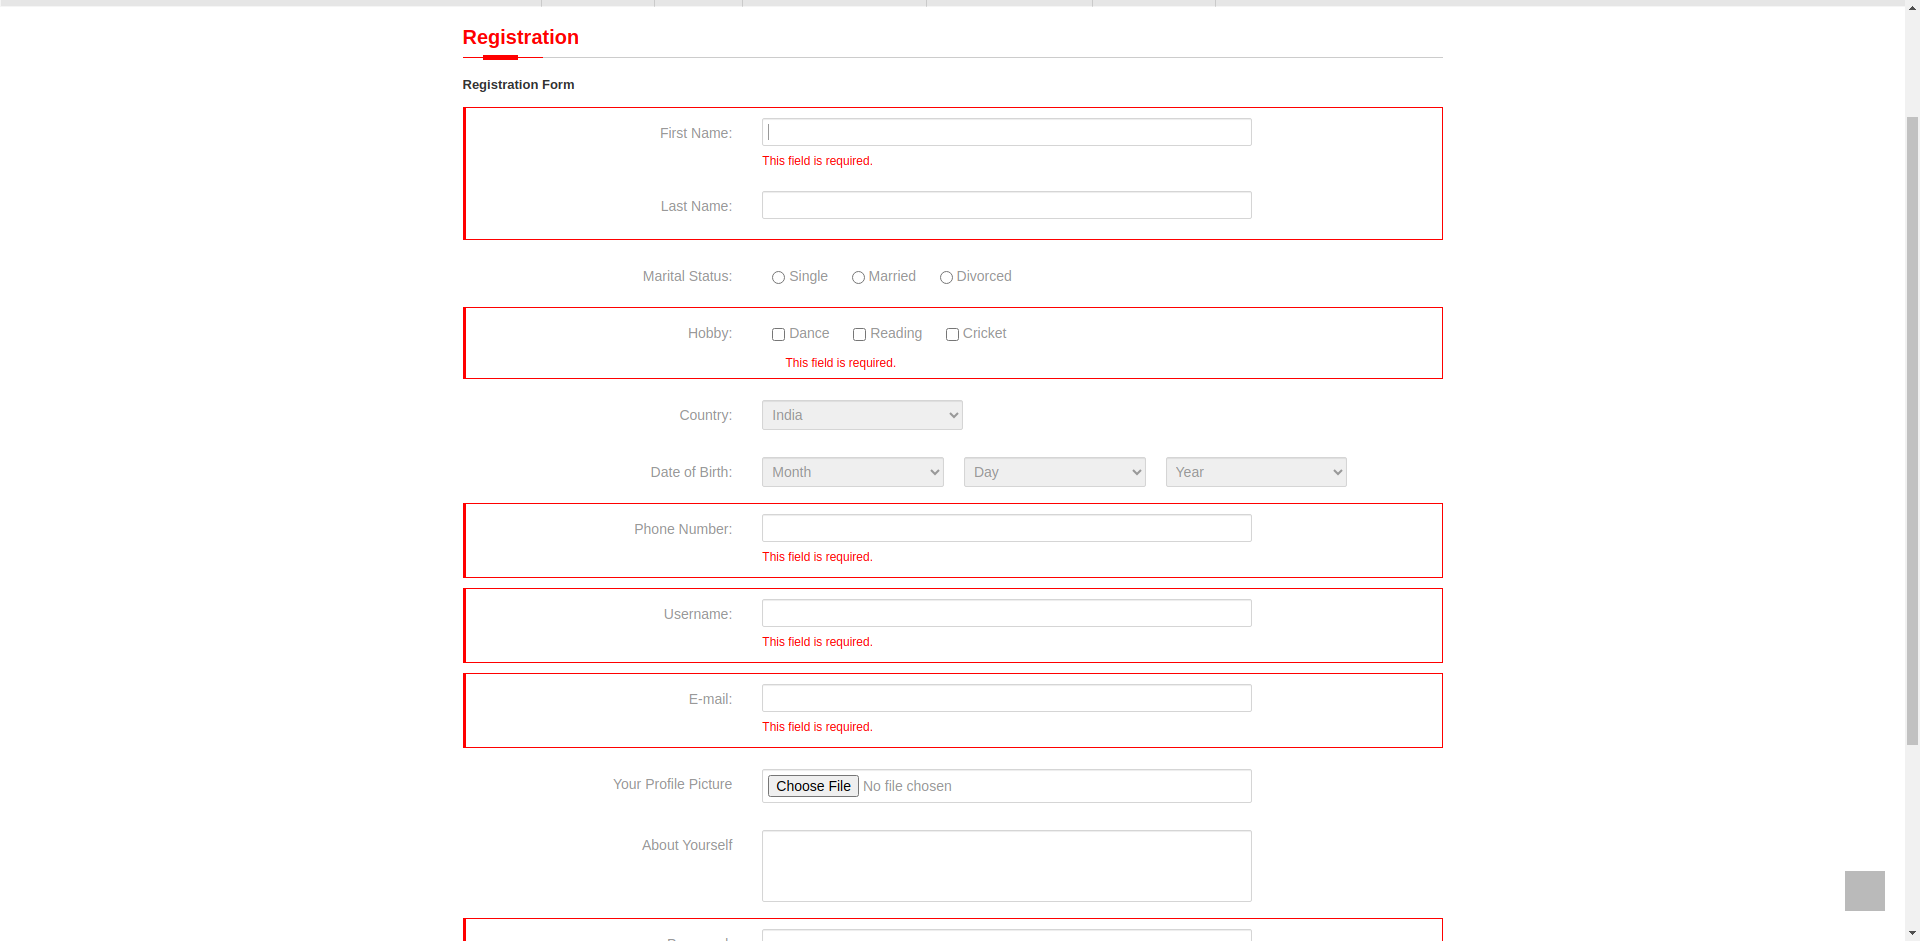 Registration
Registration Form
First Name:
This field is required.
Last Name:
Marital Status: Single Married Divorced
Hobby: Dance Reading Cricket
This field is required.
Country: India
Date of Birth: Month Day Year
Phone Number:
This field is required.
Username:
This field is required.
E-mail:
This field is required.
Your Profile Picture Choose File No file chosen
About Yourself